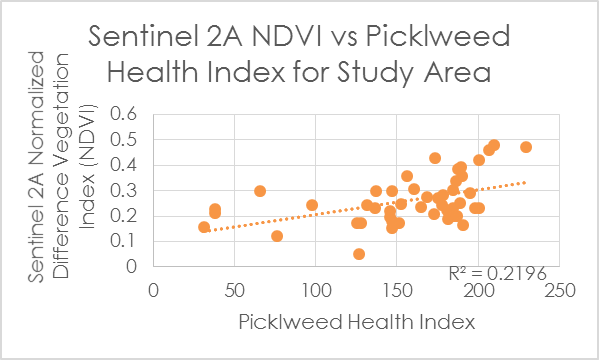 Sentinel 2A NDVI vs Picklweed
Health Index for Study Area
Sentinel 2A Normalized
Difference Vegetation
Index (NDVI)
0.6
0.5
0.4
0.3
0.2
0.1
0
R² = 0.2196
0 50 100 150 200 250
Picklweed Health Index